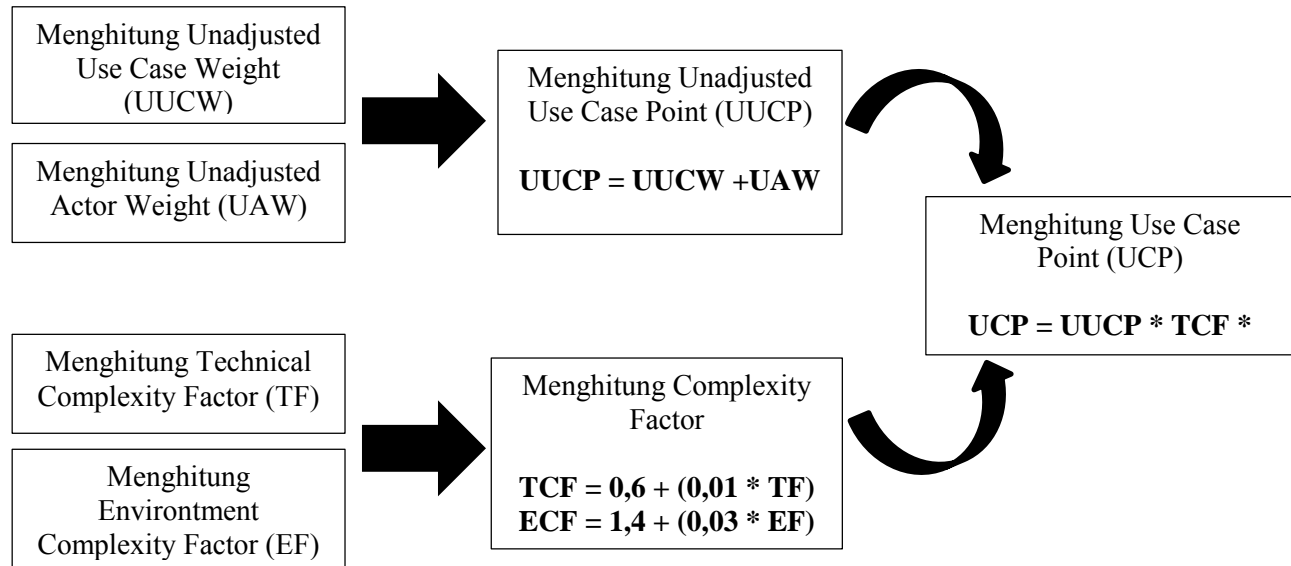 Menghitung Unadjusted
Use Case Weight
(UUCW)
Menghitung Unadjusted
Actor Weight (UAW)
Menghitung Unadjusted
Use Case Point (UUCP)
UUCP = UUCW +UAW
Menghitung Use Case
Point (UCP)
UCP = UUCP * TCF *
Menghitung Technical
Complexity Factor (TF)
Menghitung
Environtment
Complexity Factor (EF)
Menghitung Complexity
Factor
TCF = 0,6 + (0,01 * TF)
ECF = 1,4 + (0,03 * EF)